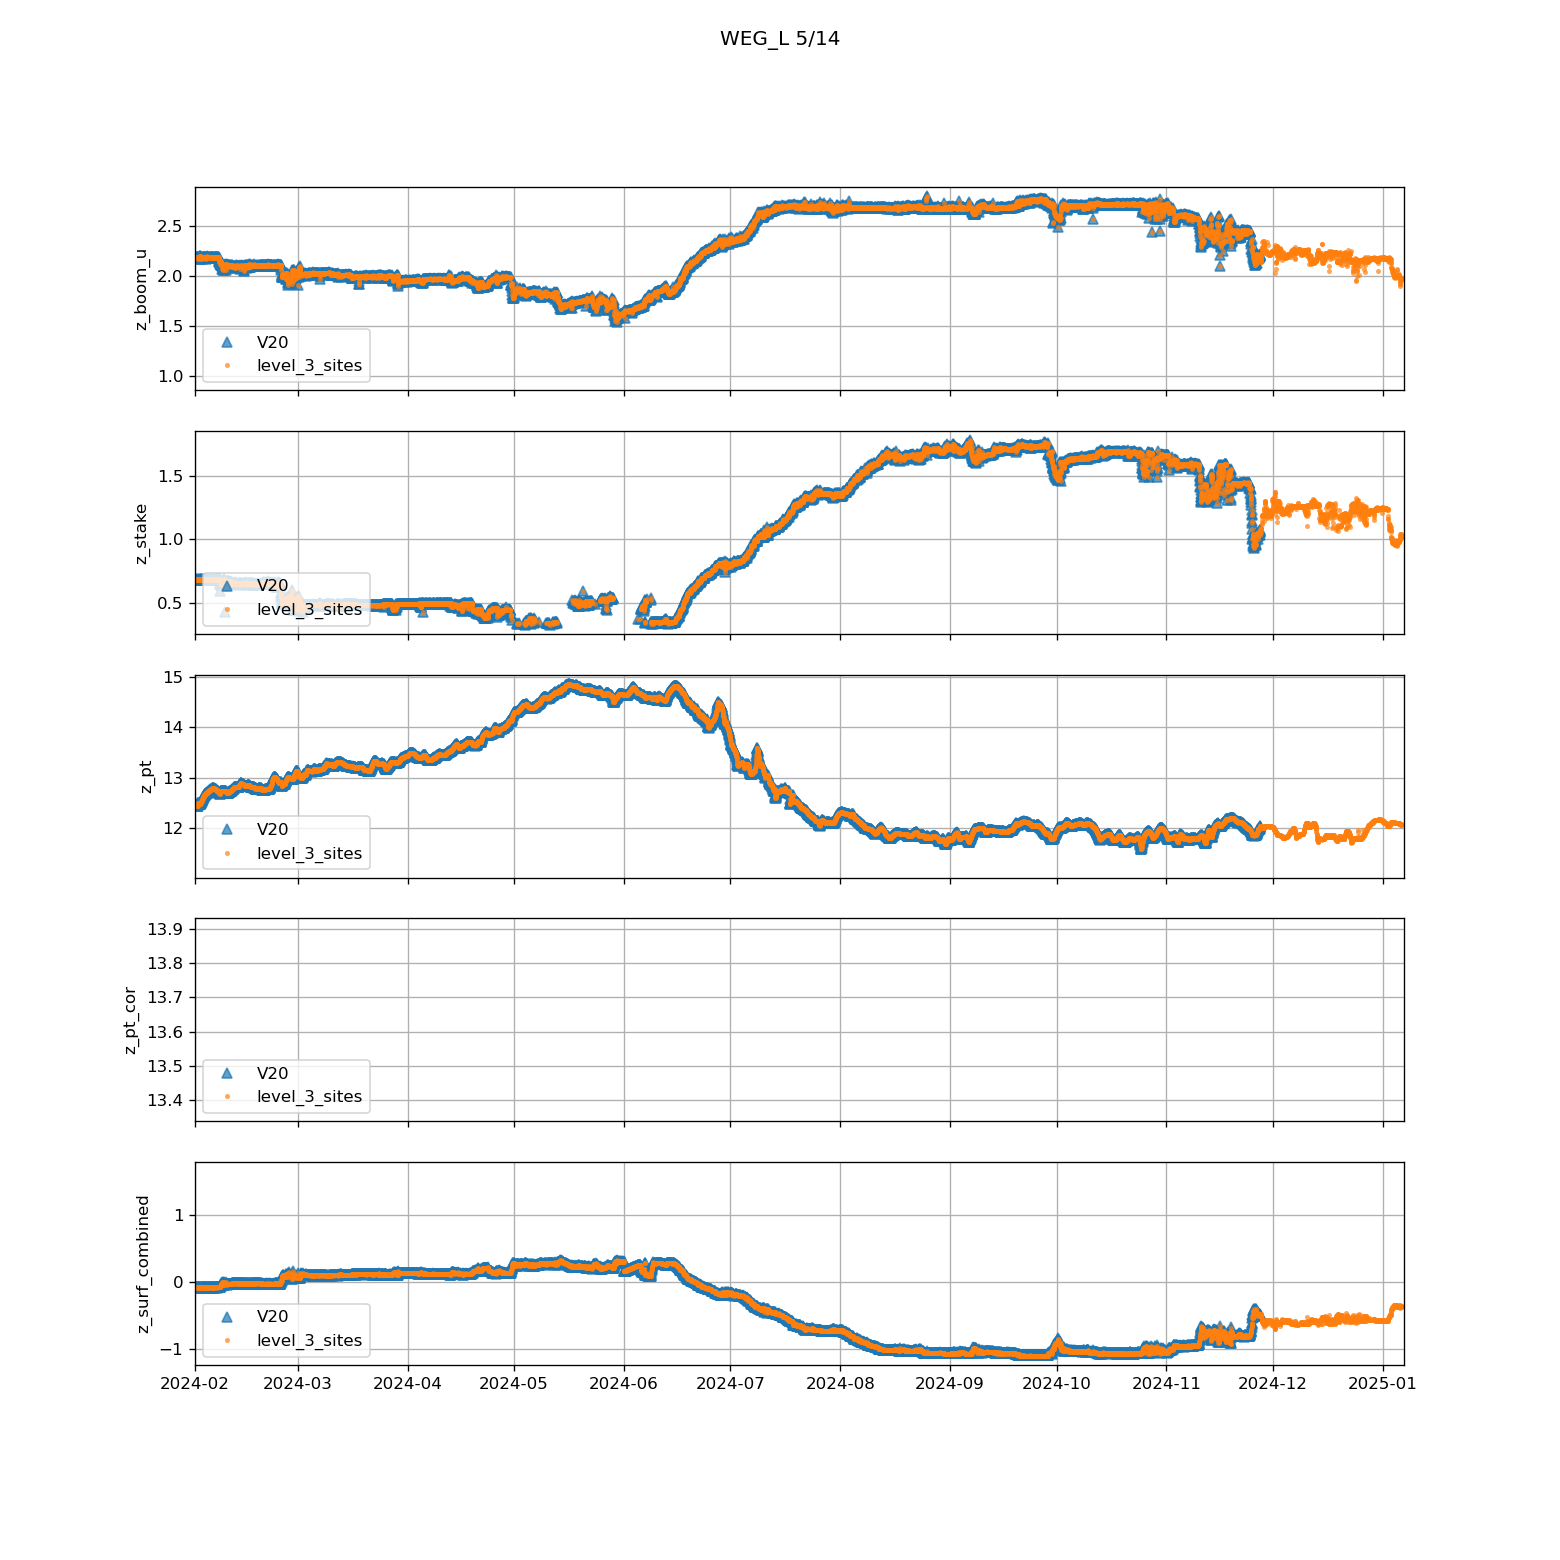 WEG_L 5/14
z_boom_u
2.5
2.0
1.5
1.0
V20
level_3_sites
z_stake
1.5
1.0
0.5
V20
level_3_sites
z_pt
15
14
13
12
V20
level_3_sites
z_pt_cor
13.9
13.8
13.7
13.6
13.5
13.4
V20
level_3_sites
z_surf_combined
1
0
−1
V20
level_3_sites
2024-02 2024-03 2024-04 2024-05 2024-06 2024-07 2024-08 2024-09 2024-10 2024-11 2024-12 2025-01